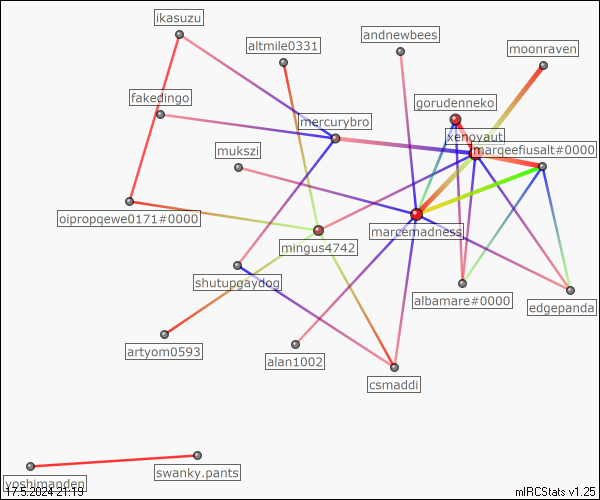 ikasuzu
andnewbees
altmile0331
moonraven
fakedingo
gorudenneko
mercurybro
xenoyaut
mukszi
marqeefiusalt#0000
oipropqewe0171#0000
marcemadness
mingus4742
shutupgaydog
albamare#0000
edgepanda
artyom0593
alan1002
csmaddi
swanky.pants
yoshimanden
17.5.2024 21:19
mIRCStats v1.25